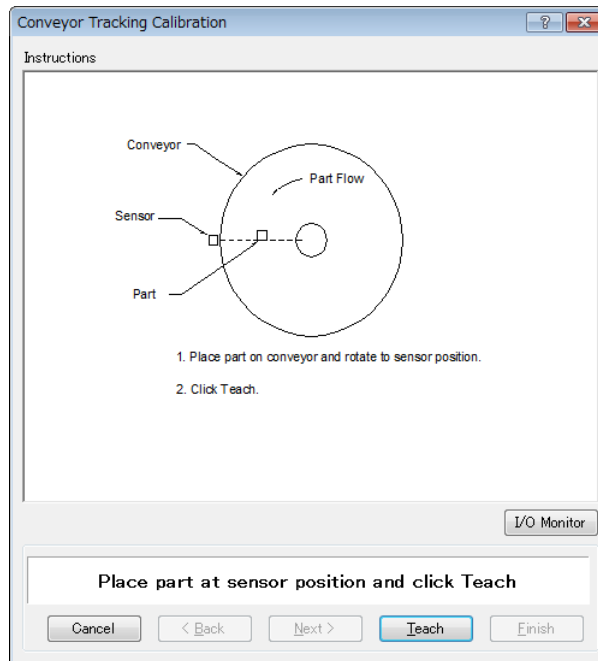 Conveyor Tracking Calibration
Instructions
Conveyor
Part Flow
Sensor
Part
1. Place part on conveyor and rotate to sensor position.
2. Click Teach.
I/O Monitor
Place part at sensor position and click Teach
Cancel < Back Next > Teach Finish